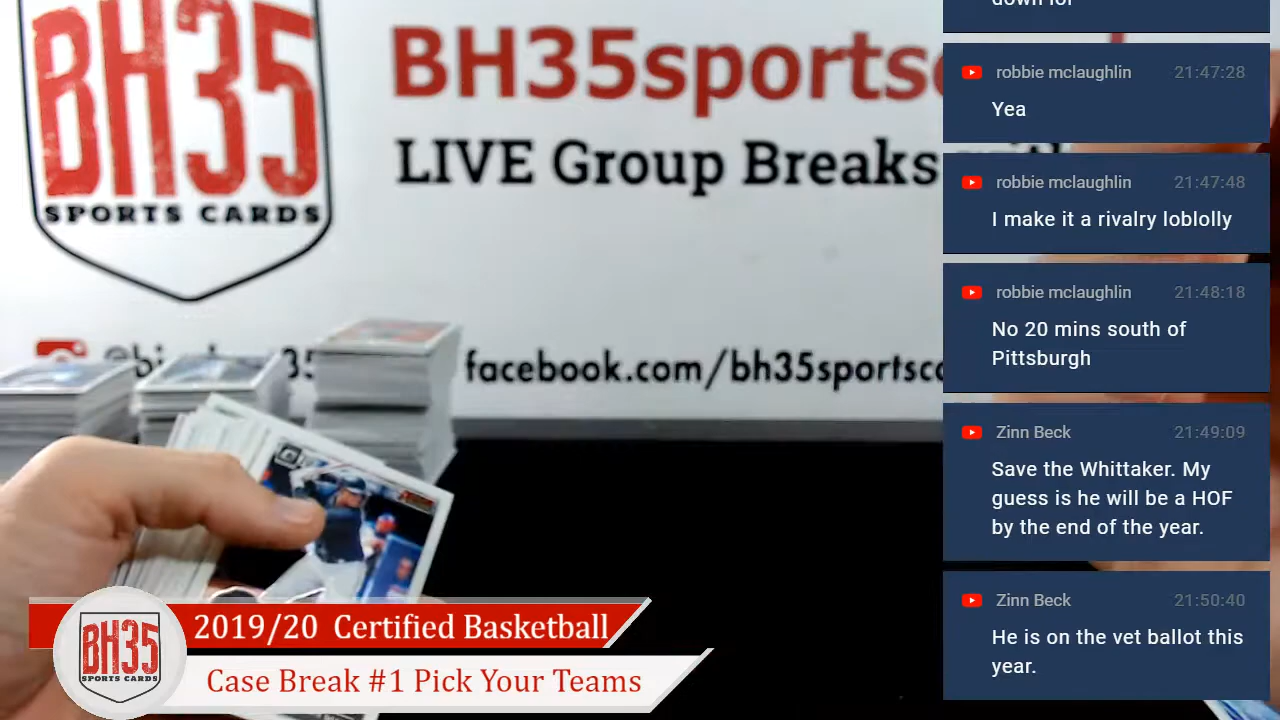 BH35
SPORTS CARDS
BH35sportsc
LIVE Group Breaks
facebook.com/bh35sportsc
down for
robbie mclaughlin 21:47:28
Yea
robbie mclaughlin 21:47:48
I make it a rivalry loblolly
robbie mclaughlin 21:48:18
No 20 mins south of
Pittsburgh
Zinn Beck 21:49:09
Save the Whittaker. My
guess is he will be a HOF
by the end of the year.
Zinn Beck 21:50:40
He is on the vet ballot this
year.
BH35
SPORTS CARDS
2019/20 Certified Basketball
Case Break #1 Pick Your Teams